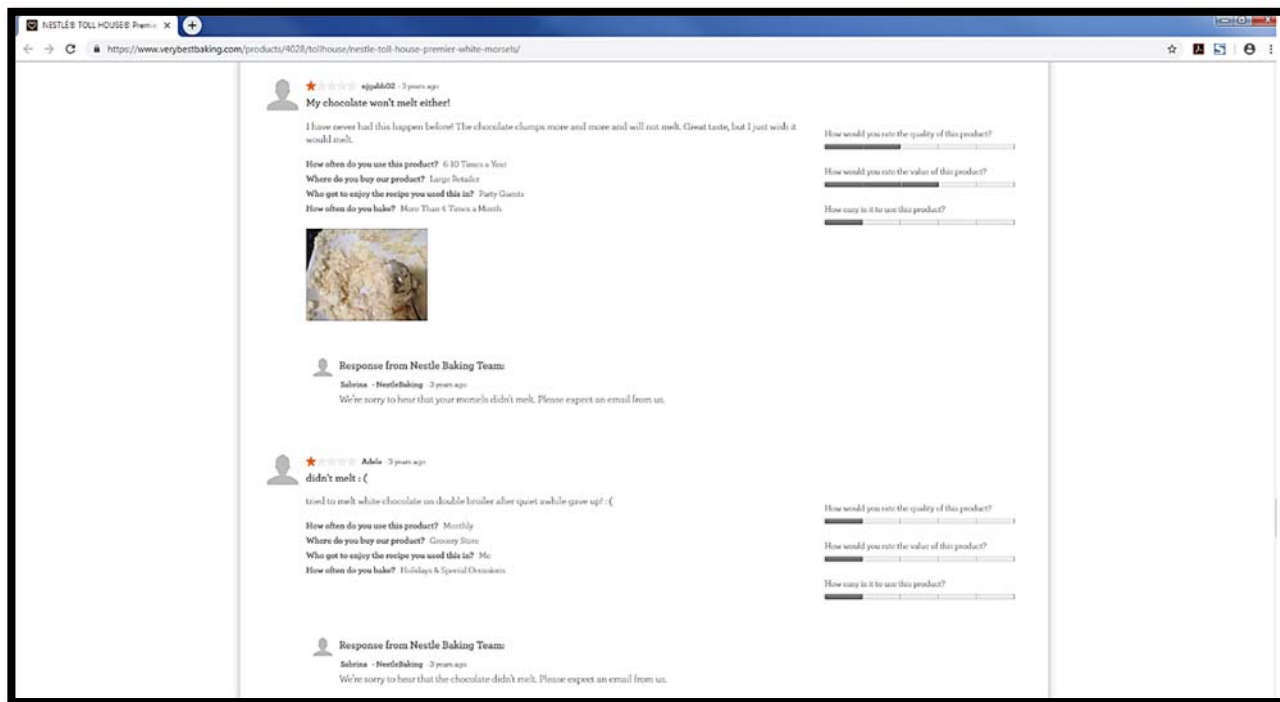 NESTLÉ® TOLL HOUSE® Premi
https://www.verybestbaking.com/products/4028/tollhouse/nestle-toll-house-premier-white-morsels/
3 years ago
My chocolate won't melt either!
I have never had this happen before! The chocolate clumps more and more and will not melt. Great taste, but I just wish it
would melt.
How would you rate the quality of this product?
How often do you use this product? 6-10 Times a Year
How would you rate the value of this product?
Where do you buy our product? Large Retailer
Who got to enjoy the recipe you used this in? Party Guests
How easy is it to use this product?
How often do you bake? More Than 4 Times a Month
Response from Nestle Baking Team:
Sabrina - NestleBaking · 3 years ago
We're sorry to hear that your morsels didn't melt. Please expect an email from us.
Adele · 3 years ago
didn't melt : (
tried to melt white chocolate on double broiler after quiet awhile gave up! : (
How would you rate the quality of this product?
How often do you use this product? Monthly
Where do you buy our product? Grocery Store
How would you rate the value of this product?
Who got to enjoy the recipe you used this in? Me
How often do you bake? Holidays & Special Occasions
How easy is it to use this product?
Response from Nestle Baking Team:
Sabrina - NestleBaking · 3 years ago
We're sorry to hear that the chocolate didn't melt. Please expect an email from us.